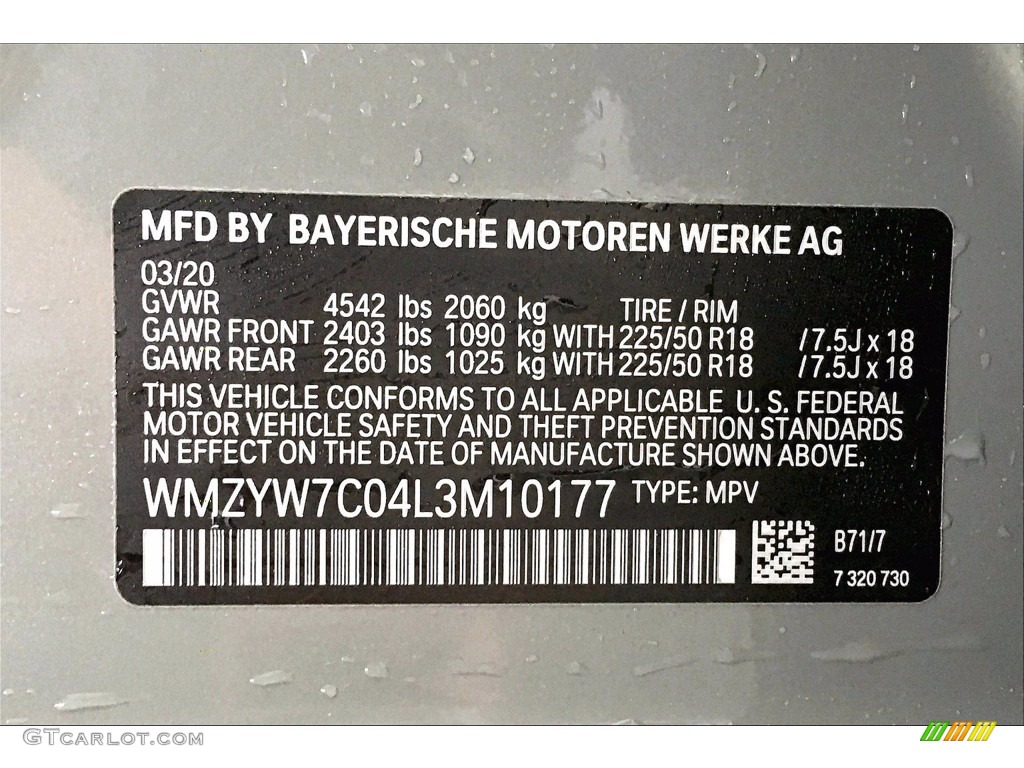 MFD BY BAYERISCHE MOTOREN WERKE AG
03/20
GVWR 4542 lbs 2060 kg TIRE / RIM
GAWR FRONT 2403 lbs 1090 kg WITH 225/50 R18 /7.5J x 18
GAWR REAR 2260 lbs 1025 kg WITH 225/50 R18 /7.5J x 18
THIS VEHICLE CONFORMS TO ALL APPLICABLE U. S. FEDERAL
MOTOR VEHICLE SAFETY AND THEFT PREVENTION STANDARDS
IN EFFECT ON THE DATE OF MANUFACTURE SHOWN ABOVE.
WMZYW7C04L3M10177 TYPE: MPV
B71/7
7 320 730
GTcarlot.com